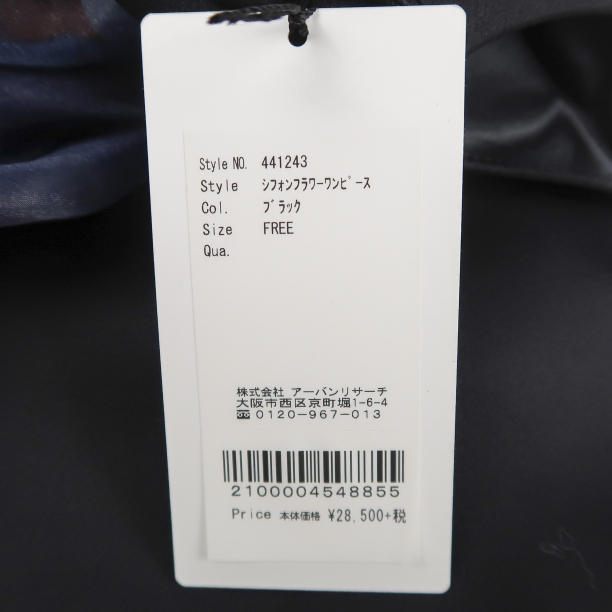 Style NO. 441243
Style ｼﾌｫﾝﾌﾗﾜｰﾜﾝﾋﾟｰｽ
Col. ﾌﾞﾗｯｸ
Size FREE
Qua.
株式会社 アーバンリサーチ
大阪市西区京町堀1-6-4
☎0120-967-013
2100004548855
Price 本体価格 ¥28,500+税